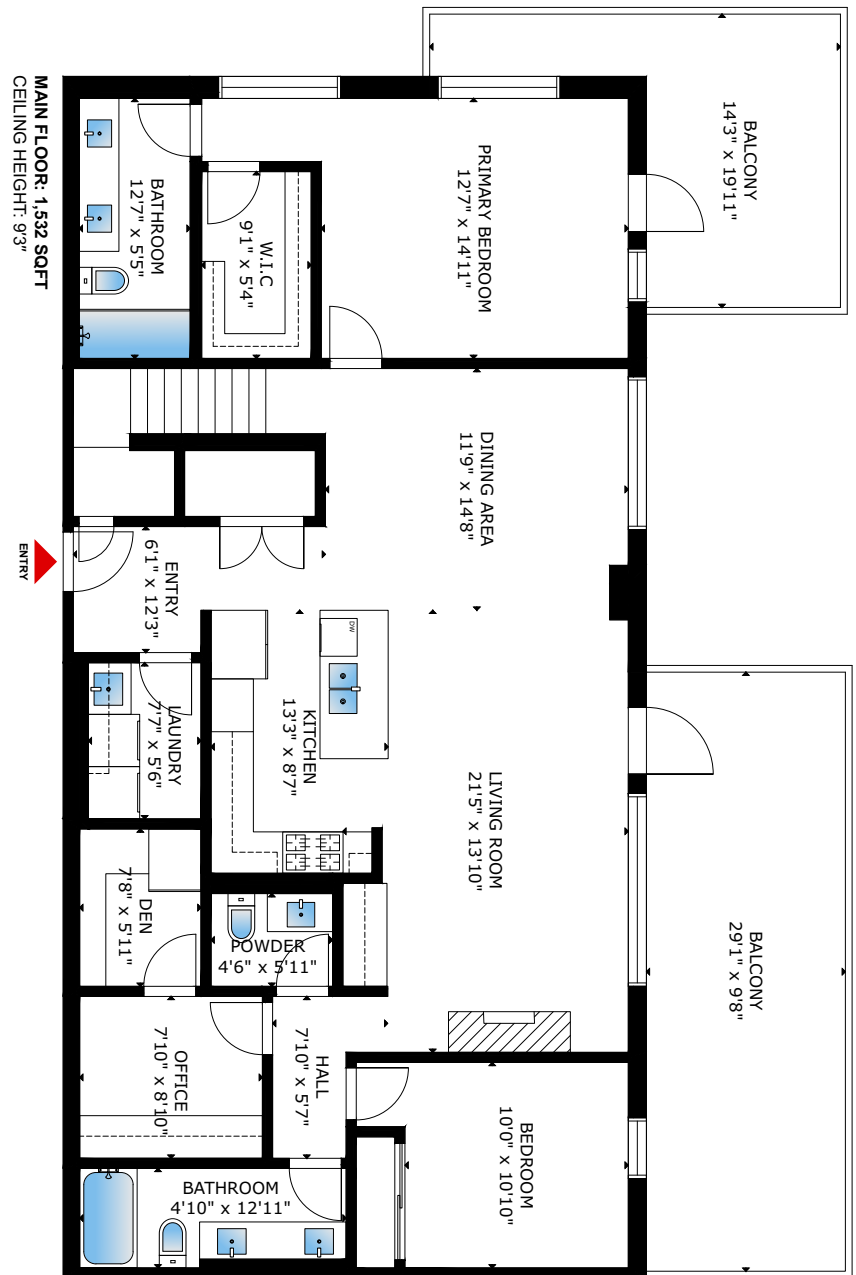 BALCONY
14'3" x 19'11"
PRIMARY BEDROOM
12'7" x 14'11"
W.I.C
9'1" x 5'4"
BATHROOM
12'7" x 5'5"
MAIN FLOOR: 1,532 SQFT
CEILING HEIGHT: 9'3"
DINING AREA
11'9" x 14'8"
ENTRY
6'1" x 12'3"
ENTRY
DW
KITCHEN
13'3" x 8'7"
LAUNDRY
7'7" x 5'6"
LIVING ROOM
21'5" x 13'10"
BALCONY
29'1" x 9'8"
DEN
7'8" x 5'11"
POWDER
4'6" x 5'11"
OFFICE
7'10" x 8'10"
HALL
7'10" x 5'7"
BEDROOM
10'0" x 10'10"
BATHROOM
4'10" x 12'11"